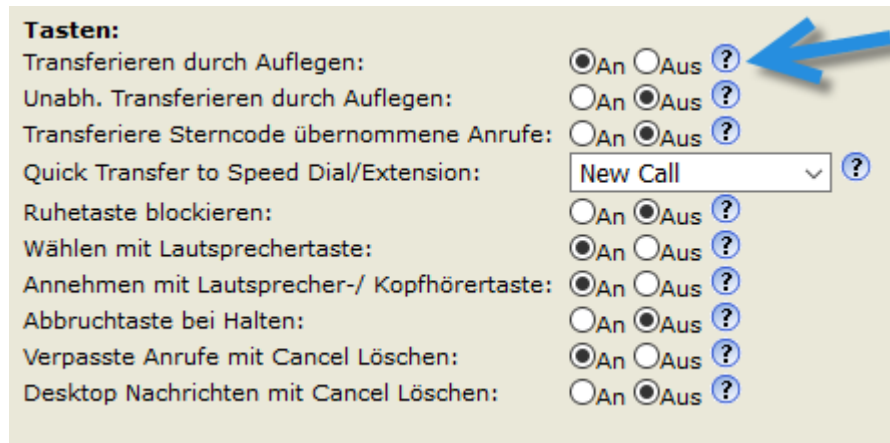 Tasten:
Transferieren durch Auflegen: An Aus ?
Unabh. Transferieren durch Auflegen: An Aus ?
Transferiere Sterncode übernommene Anrufe: An Aus ?
Quick Transfer to Speed Dial/Extension: New Call ?
Ruhetaste blockieren: An Aus ?
Wählen mit Lautsprechertaste: An Aus ?
Annehmen mit Lautsprecher-/ Kopfhörertaste: An Aus ?
Abbruchtaste bei Halten: An Aus ?
Verpasste Anrufe mit Cancel Löschen: An Aus ?
Desktop Nachrichten mit Cancel Löschen: An Aus ?